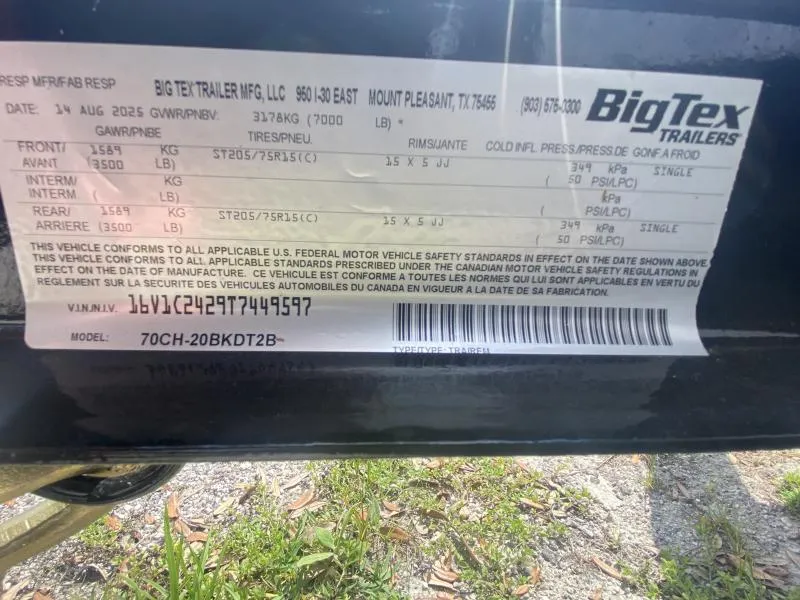 RESP MFR/FAB RESP BIG TEX TRAILER MFG, LLC 950 I-30 EAST MOUNT PLEASANT, TX 75455 (903) 575-0300 BigTex TRAILERS
DATE: 14 AUG 2025 GVWR/PNBV: 3178KG (7000 LB)
GAWR/PNBE TIRES/PNEU. RIMS/JANTE COLD INFL. PRESS/PRESS.DE GONF.A FROID
FRONT/ 1589 KG ST205/75R15(C) 15 X 5 JJ 349 kPa SINGLE
AVANT (3500 LB) ( 50 PSI/LPC)
INTERM/ KG kPa
INTERM ( LB) ( PSI/LPC)
REAR/ 1589 KG ST205/75R15(C) 15 X 5 JJ 349 kPa SINGLE
ARRIERE (3500 LB) ( 50 PSI/LPC)
THIS VEHICLE CONFORMS TO ALL APPLICABLE U.S. FEDERAL MOTOR VEHICLE SAFETY STANDARDS IN EFFECT ON THE DATE SHOWN ABOVE.
THIS VEHICLE CONFORMS TO ALL APPLICABLE STANDARDS PRESCRIBED UNDER THE CANADIAN MOTOR VEHICLE SAFETY REGULATIONS IN
EFFECT ON THE DATE OF MANUFACTURE. CE VEHICULE EST CONFORME A TOUTES LES NORMES QUI LUI SONT APPLICABLES EN VERTU DU
REGLEMENT SUR LA SECURITE DES VEHICULES AUTOMOBILES DU CANADA EN VIGUEUR A LA DATE DE SA FABRICATION.
V.I.N./N.I.V. 16V1C2429T7449597
MODEL: 70CH-20BKDT2B
TYPE/TYPE: